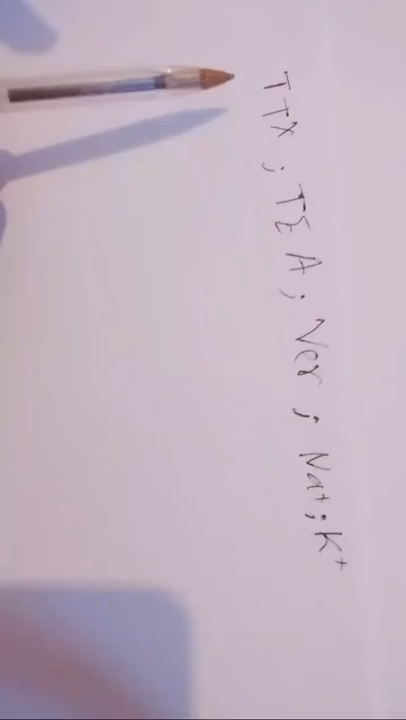 TTX ; TEA ; Ver ; Na+ ; K+